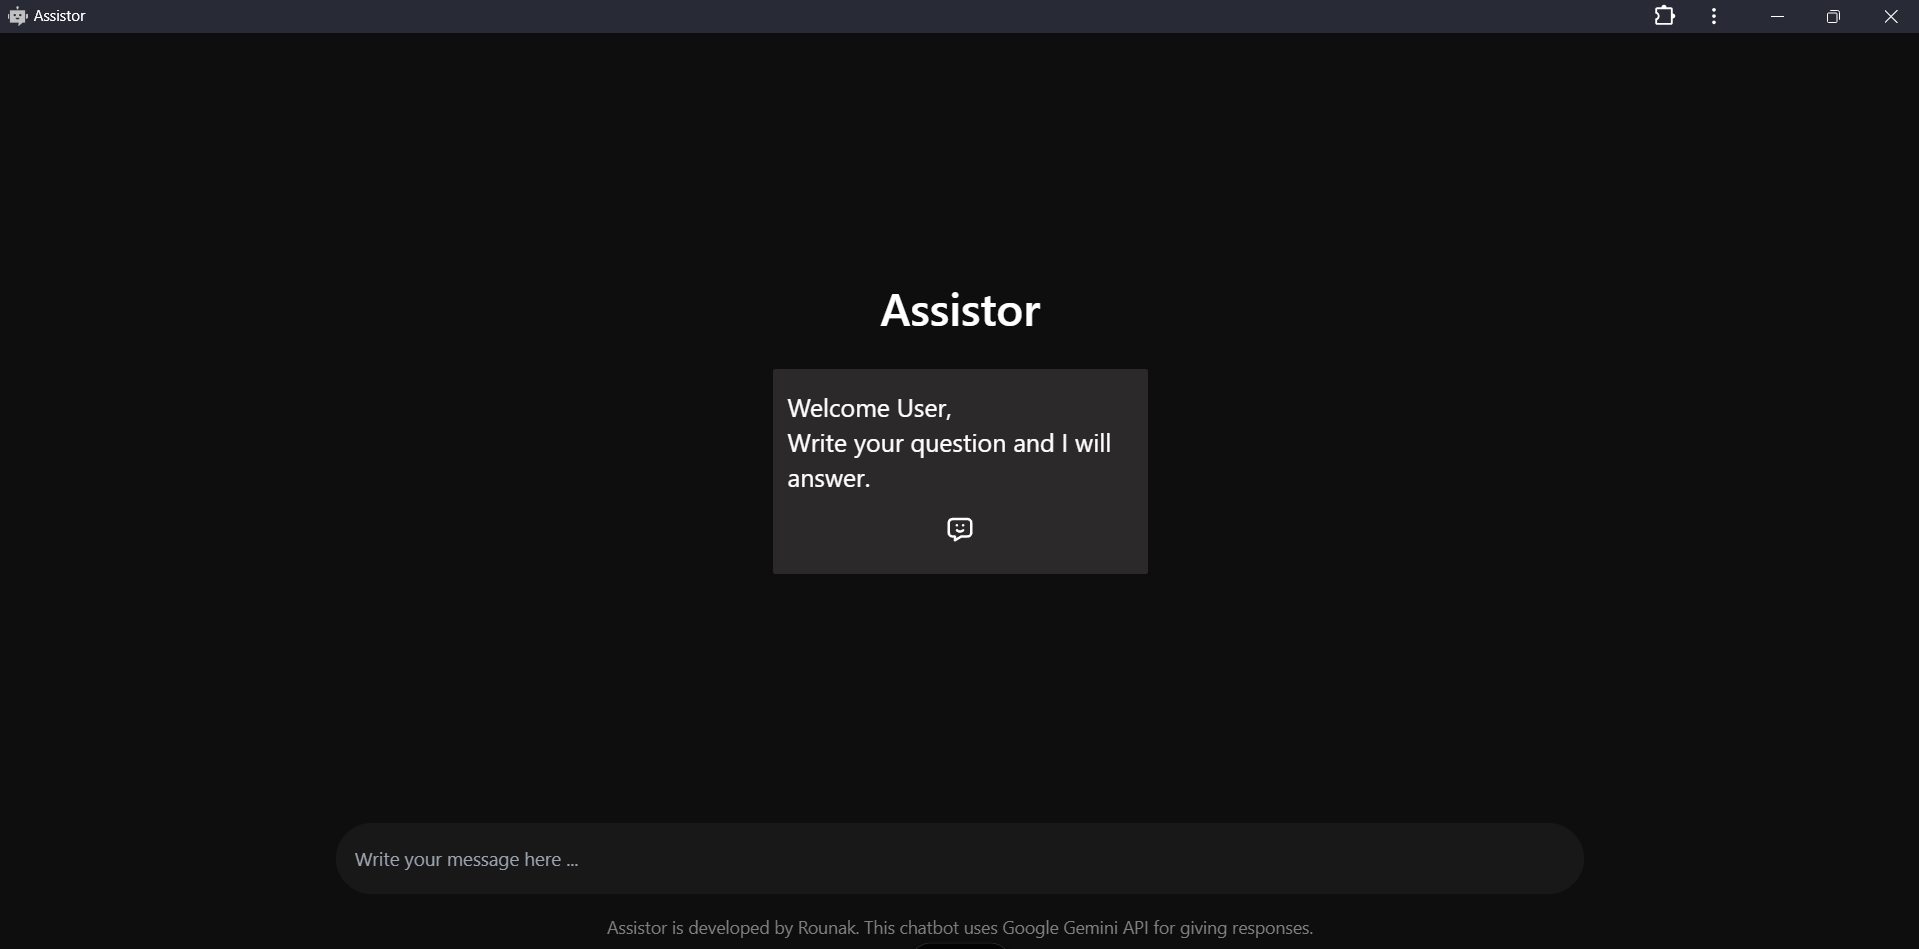 Assistor
Assistor
Welcome User,
Write your question and I will
answer.
Write your message here ...
Assistor is developed by Rounak. This chatbot uses Google Gemini API for giving responses.